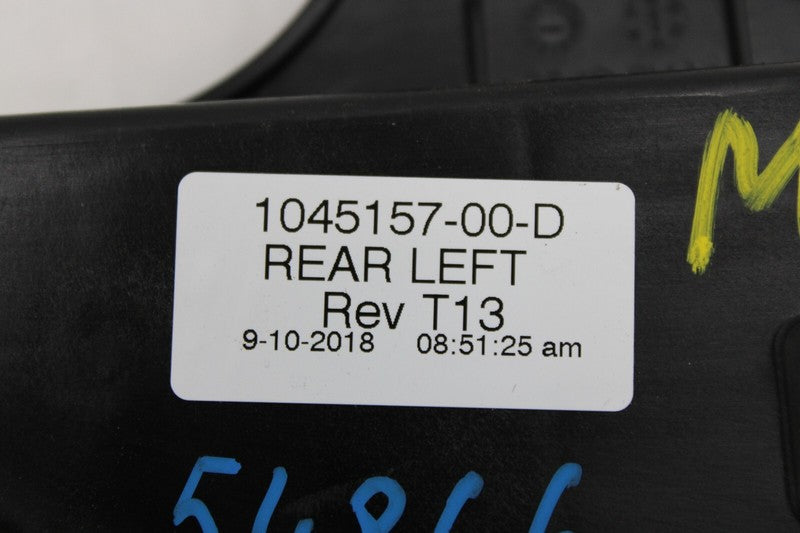 1045157-00-D
REAR LEFT
Rev T13
9-10-2018 08:51:25 am
M